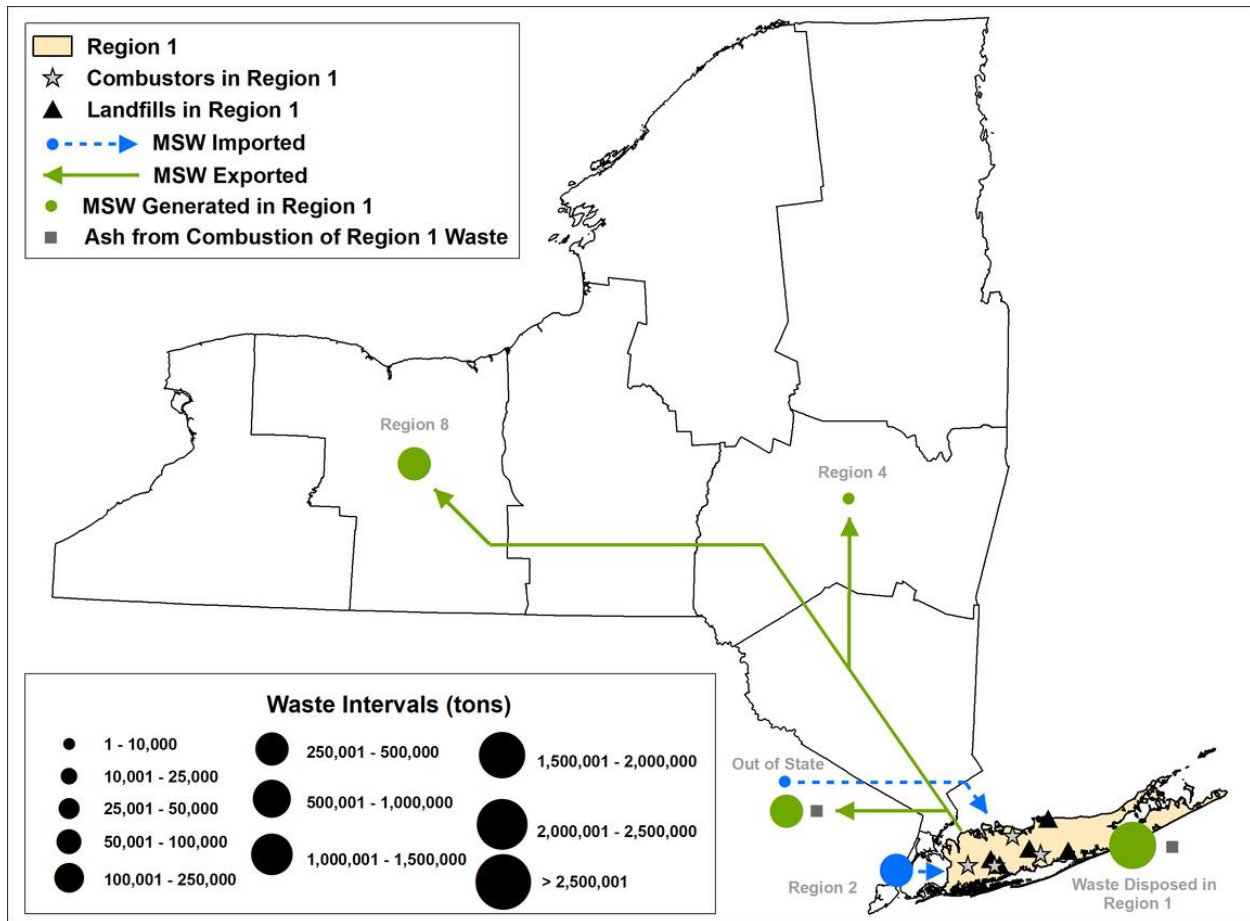 Region 1
Combustors in Region 1
Landfills in Region 1
MSW Imported
MSW Exported
MSW Generated in Region 1
Ash from Combustion of Region 1 Waste
Region 8
Region 4
Waste Intervals (tons)
1 - 10,000
10,001 - 25,000
25,001 - 50,000
50,001 - 100,000
100,001 - 250,000
250,001 - 500,000
500,001 - 1,000,000
1,000,001 - 1,500,000
1,500,001 - 2,000,000
2,000,001 - 2,500,000
> 2,500,001
Out of State
Region 2
Waste Disposed in
Region 1